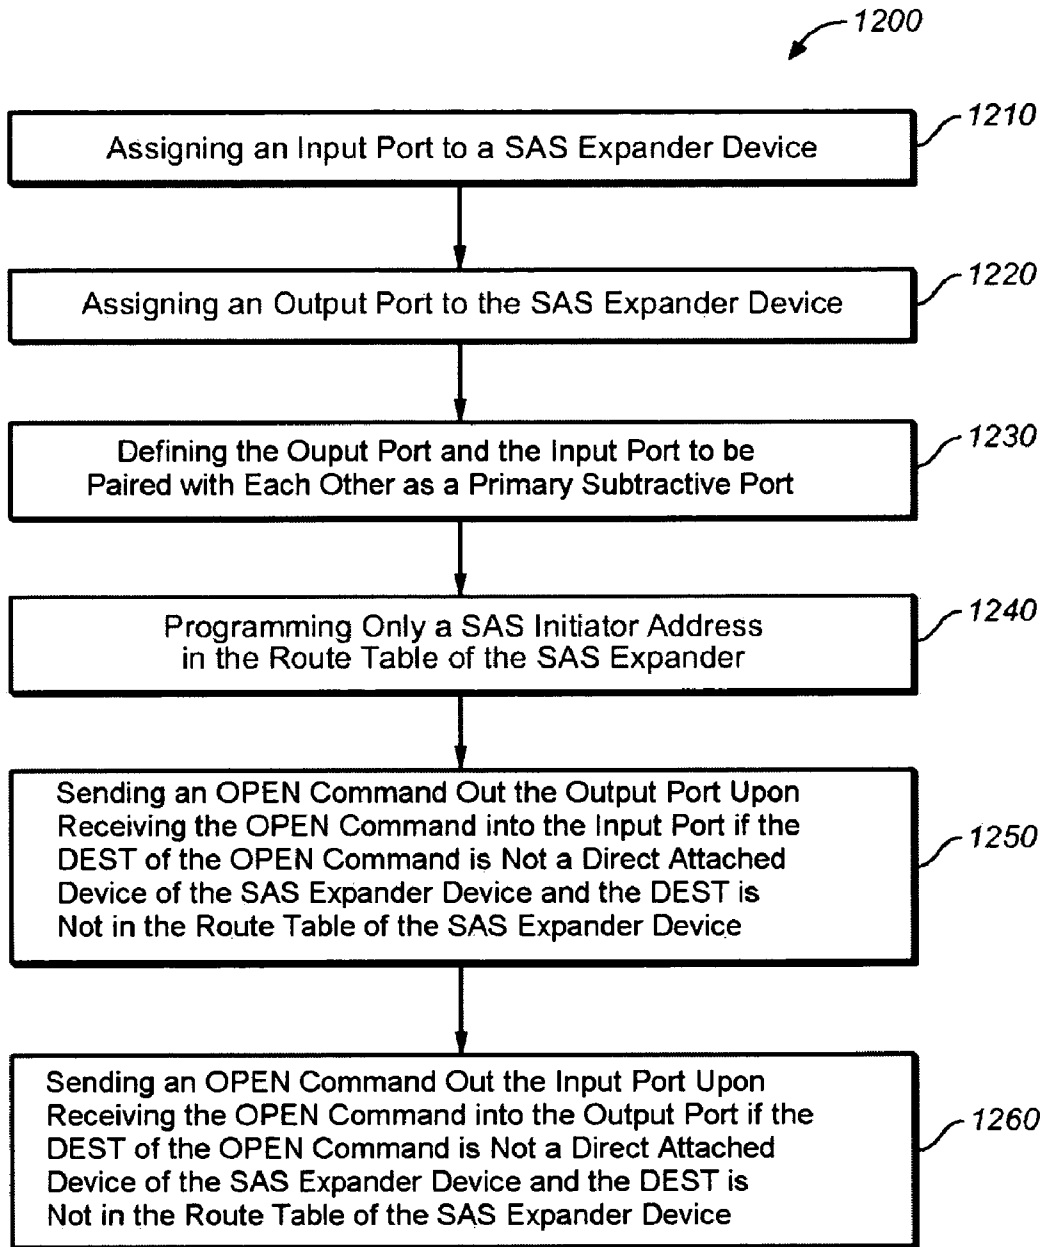 1200
1210
Assigning an Input Port to a SAS Expander Device
1220
Assigning an Output Port to the SAS Expander Device
1230
Defining the Ouput Port and the Input Port to be
Paired with Each Other as a Primary Subtractive Port
1240
Programming Only a SAS Initiator Address
in the Route Table of the SAS Expander
1250
Sending an OPEN Command Out the Output Port Upon
Receiving the OPEN Command into the Input Port if the
DEST of the OPEN Command is Not a Direct Attached
Device of the SAS Expander Device and the DEST is
Not in the Route Table of the SAS Expander Device
1260
Sending an OPEN Command Out the Input Port Upon
Receiving the OPEN Command into the Output Port if the
DEST of the OPEN Command is Not a Direct Attached
Device of the SAS Expander Device and the DEST is
Not in the Route Table of the SAS Expander Device